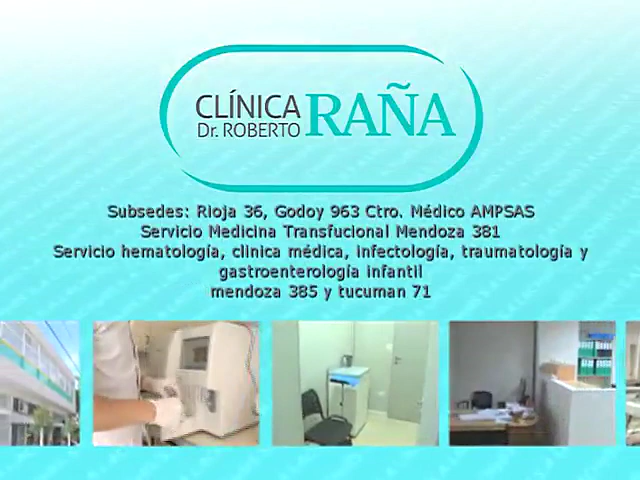 CLÍNICA
Dr. ROBERTO
RAÑA
Subsedes: Rioja 36, Godoy 963 Ctro. Médico AMPSAS
Servicio Medicina Transfucional Mendoza 381
Servicio hematología, clinica médica, infectología, traumatología y
gastroenterología infantil
mendoza 385 y tucuman 71